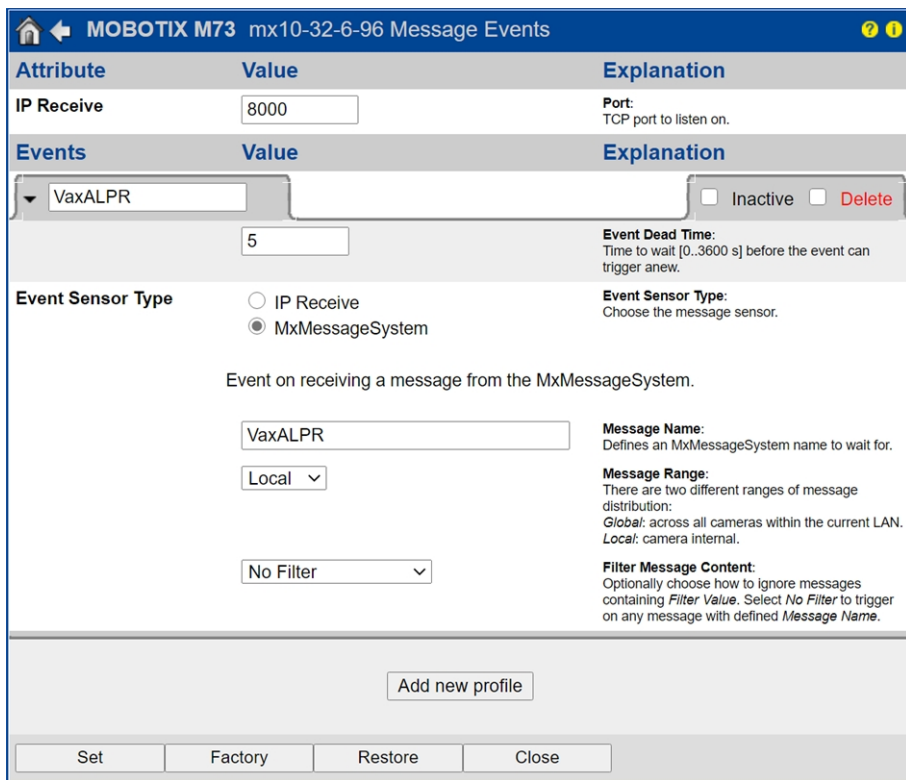 MOBOTIX M73 mx10-32-6-96 Message Events ? i
Attribute Value Explanation
IP Receive 8000 Port:
TCP port to listen on.
Events Value Explanation
VaxALPR Inactive Delete
5 Event Dead Time:
Time to wait [0..3600 s] before the event can
trigger anew.
Event Sensor Type IP Receive Event Sensor Type:
MxMessageSystem Choose the message sensor.
Event on receiving a message from the MxMessageSystem.
VaxALPR Message Name:
Defines an MxMessageSystem name to wait for.
Local Message Range:
There are two different ranges of message
distribution:
Global: across all cameras within the current LAN.
Local: camera internal.
No Filter Filter Message Content:
Optionally choose how to ignore messages
containing Filter Value. Select No Filter to trigger
on any message with defined Message Name.
Add new profile
Set Factory Restore Close